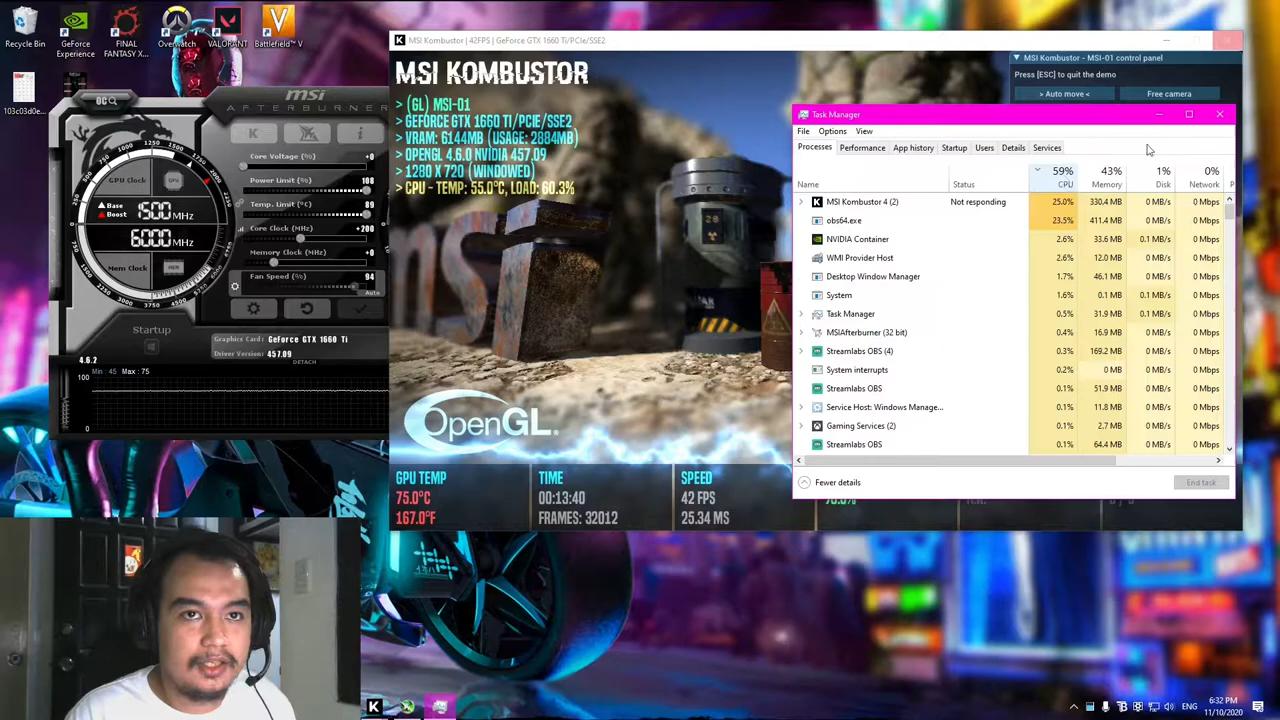 Recycle Bin
GeForce Experience
FINAL FANTASY X...
Overwatch
VALORANT
Battlefield™ V
103c03d0e...
OC
msi
AFTERBURNER
K
i
GPU Clock
GPU
Base
Boost
1500 MHz
6000 MHz
Mem Clock
MEM
Core Voltage (%) +0
Power Limit (%) 108
Temp. Limit (°C) 89
Core Clock (MHz) +200
Memory Clock (MHz) +0
Fan Speed (%) 94
Auto
Startup
Graphics Card: GeForce GTX 1660 Ti
Driver Version: 457.09
4.6.2
DETACH
Min : 45 Max : 75
100
0
MSI Kombustor | 42FPS | GeForce GTX 1660 Ti/PCIe/SSE2
MSI KOMBUSTOR
> (GL) MSI-01
> GEFORCE GTX 1660 TI/PCIE/SSE2
> VRAM: 6144MB (USAGE: 2884MB)
> OPENGL 4.6.0 NVIDIA 457.09
> 1280 X 720 (WINDOWED)
> CPU - TEMP: 55.0°C, LOAD: 60.3%
MSI Kombustor - MSI-01 control panel
Press [ESC] to quit the demo
> Auto move <
Free camera
28
OpenGL.
GPU TEMP
75.0°C
167.0°F
TIME
00:13:40
FRAMES: 32012
SPEED
42 FPS
25.34 MS
Task Manager
File Options View
Processes Performance App history Startup Users Details Services
59% 43% 1% 0%
Name Status CPU Memory Disk Network P
MSI Kombustor 4 (2) Not responding 25.0% 330.4 MB 0 MB/s 0 Mbps
obs64.exe 23.5% 411.4 MB 0 MB/s 0 Mbps
NVIDIA Container 2.6% 33.6 MB 0.1 MB/s 0 Mbps
WMI Provider Host 2.6% 12.0 MB 0 MB/s 0 Mbps
Desktop Window Manager 1.7% 46.1 MB 0 MB/s 0 Mbps
System 1.6% 0.1 MB 0.1 MB/s 0 Mbps
Task Manager 0.5% 31.9 MB 0.1 MB/s 0 Mbps
MSIAfterburner (32 bit) 0.4% 16.9 MB 0 MB/s 0 Mbps
Streamlabs OBS (4) 0.3% 169.2 MB 0 MB/s 0 Mbps
System interrupts 0.2% 0 MB 0 MB/s 0 Mbps
Streamlabs OBS 0.1% 51.9 MB 0 MB/s 0 Mbps
Service Host: Windows Manage... 0.1% 11.8 MB 0 MB/s 0 Mbps
Gaming Services (2) 0.1% 2.7 MB 0 MB/s 0 Mbps
Streamlabs OBS 0.1% 64.4 MB 0 MB/s 0 Mbps
Fewer details
End task
K
ENG
6:32 PM
11/10/2020